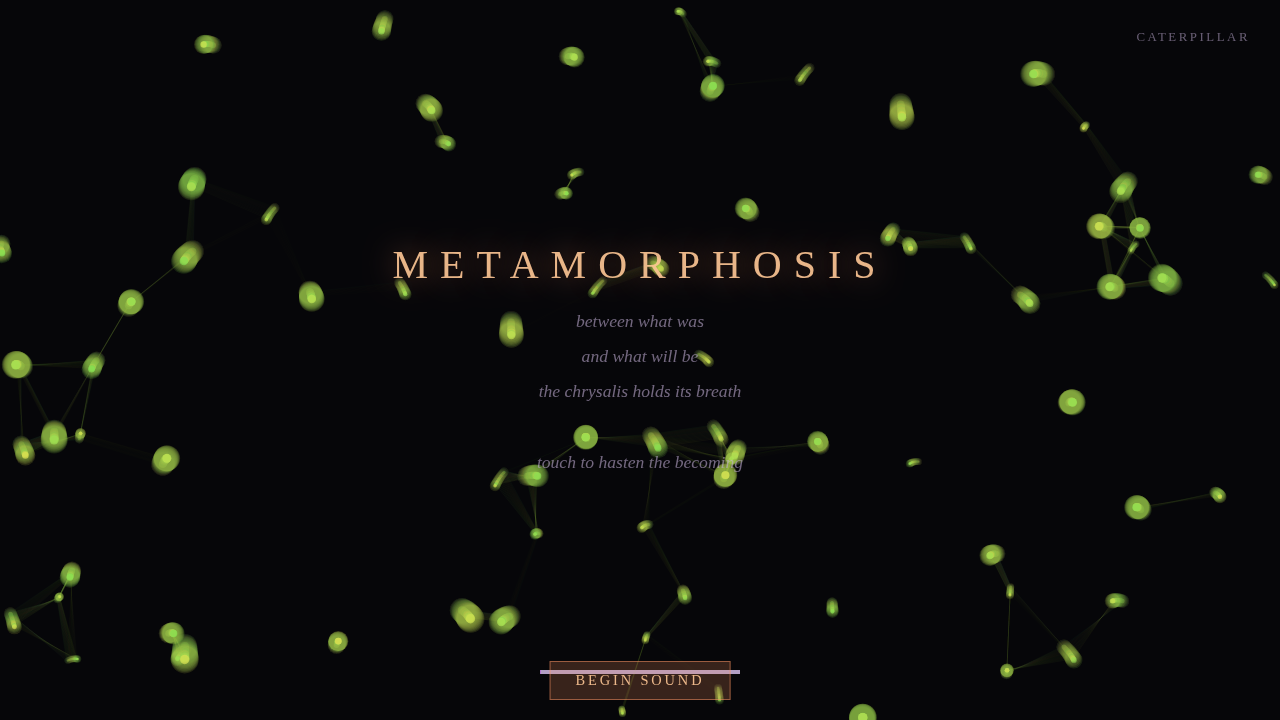 CATERPILLAR
METAMORPHOSIS
between what was
and what will be
the chrysalis holds its breath
touch to hasten the becoming
BEGIN SOUND